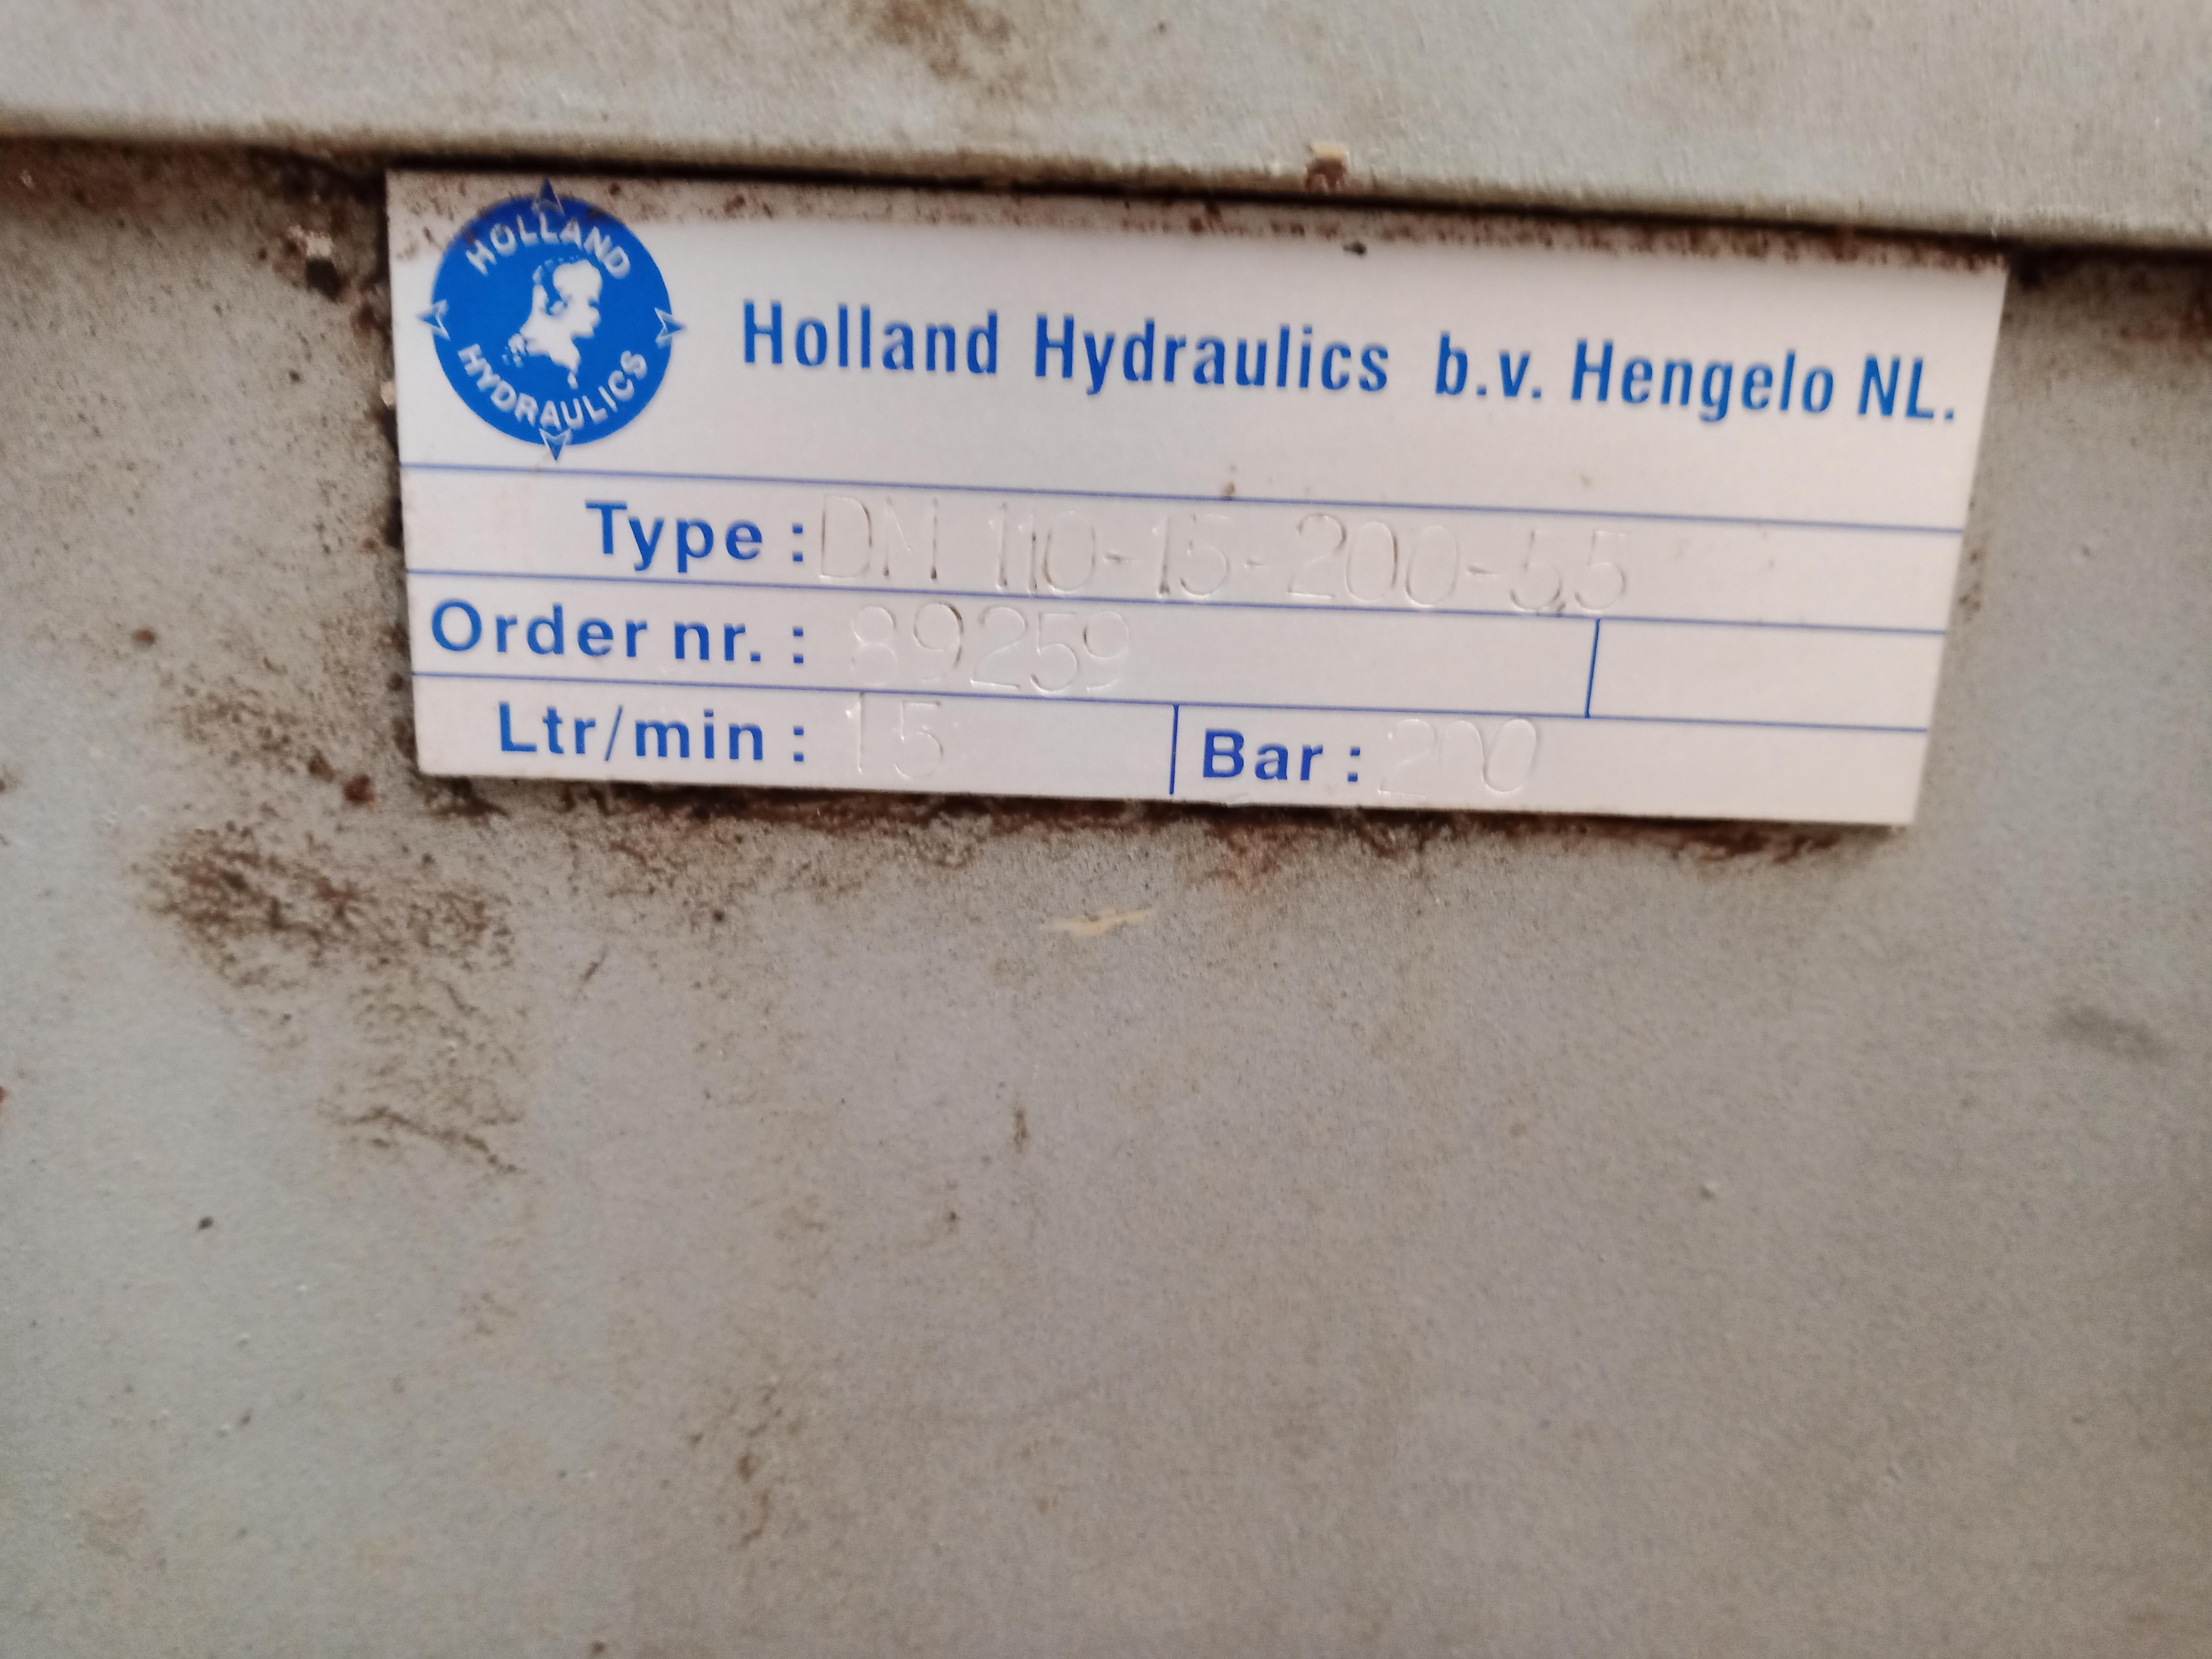 HOLLAND
HYDRAULICS
Holland Hydraulics b.v. Hengelo NL.
Type : DM 110-15-200-5,5
Order nr. : 89259
Ltr/min : 15 Bar : 200